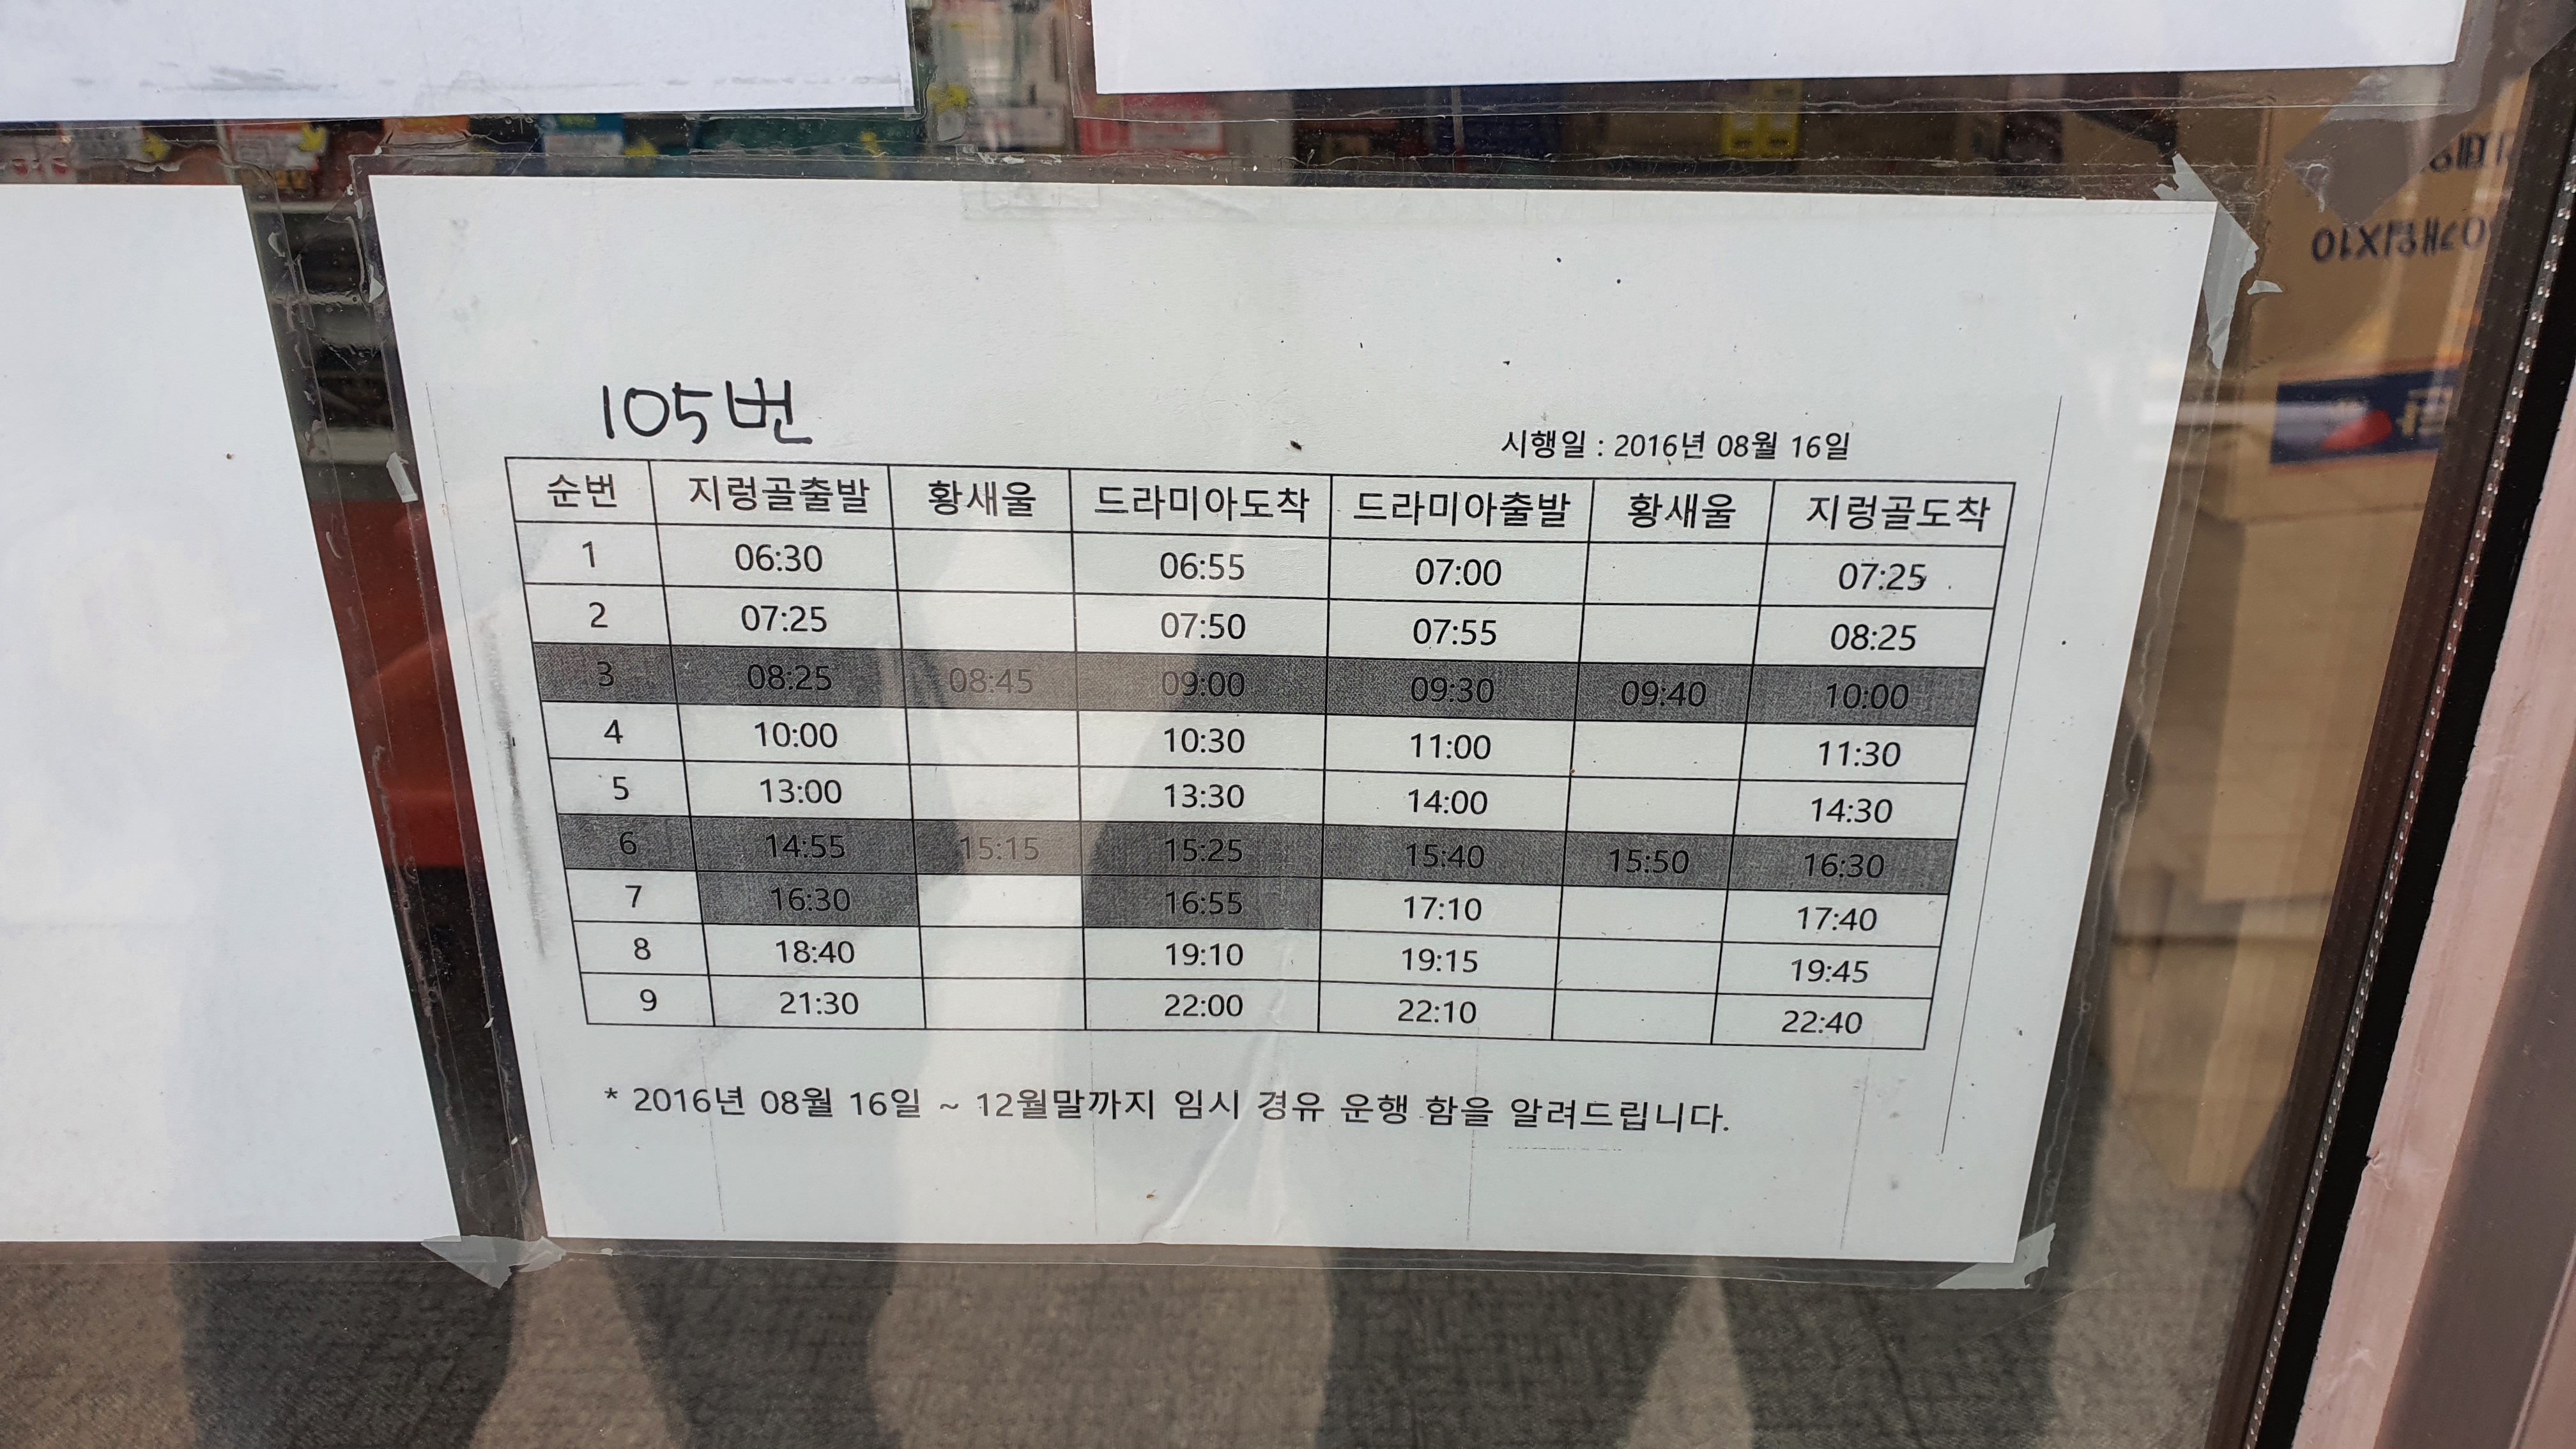 105번
시행일 : 2016년 08월 16일
순번 지렁골출발 황새울 드라미아도착 드라미아출발 황새울 지렁골도착
1 06:30 06:55 07:00 07:25
2 07:25 07:50 07:55 08:25
3 08:25 08:45 09:00 09:30 09:40 10:00
4 10:00 10:30 11:00 11:30
5 13:00 13:30 14:00 14:30
6 14:55 15:15 15:25 15:40 15:50 16:30
7 16:30 16:55 17:10 17:40
8 18:40 19:10 19:15 19:45
9 21:30 22:00 22:10 22:40
* 2016년 08월 16일 ~ 12월말까지 임시 경유 운행 함을 알려드립니다.